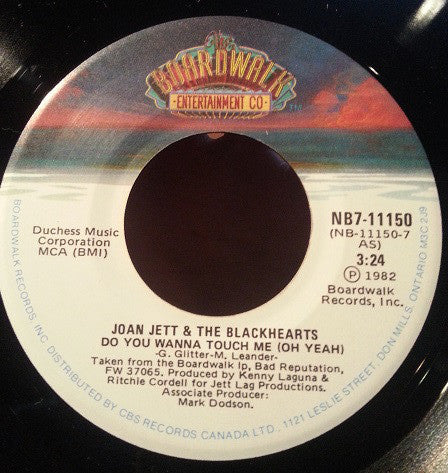 THE
BOARDWALK
ENTERTAINMENT CO
Duchess Music
Corporation
MCA (BMI)
NB7-11150
(NB-11150-7
AS)
3:24
Ⓟ 1982
Boardwalk
Records, Inc.
JOAN JETT & THE BLACKHEARTS
DO YOU WANNA TOUCH ME (OH YEAH)
-G. Glitter-M. Leander-
Taken from the Boardwalk lp, Bad Reputation,
FW 37065. Produced by Kenny Laguna &
Ritchie Cordell for Jett Lag Productions.
Associate Producer:
Mark Dodson.
BOARDWALK RECORDS, INC. DISTRIBUTED BY CBS RECORDS CANADA LTD., 1121 LESLIE STREET, DON MILLS, ONTARIO M3C 2J9